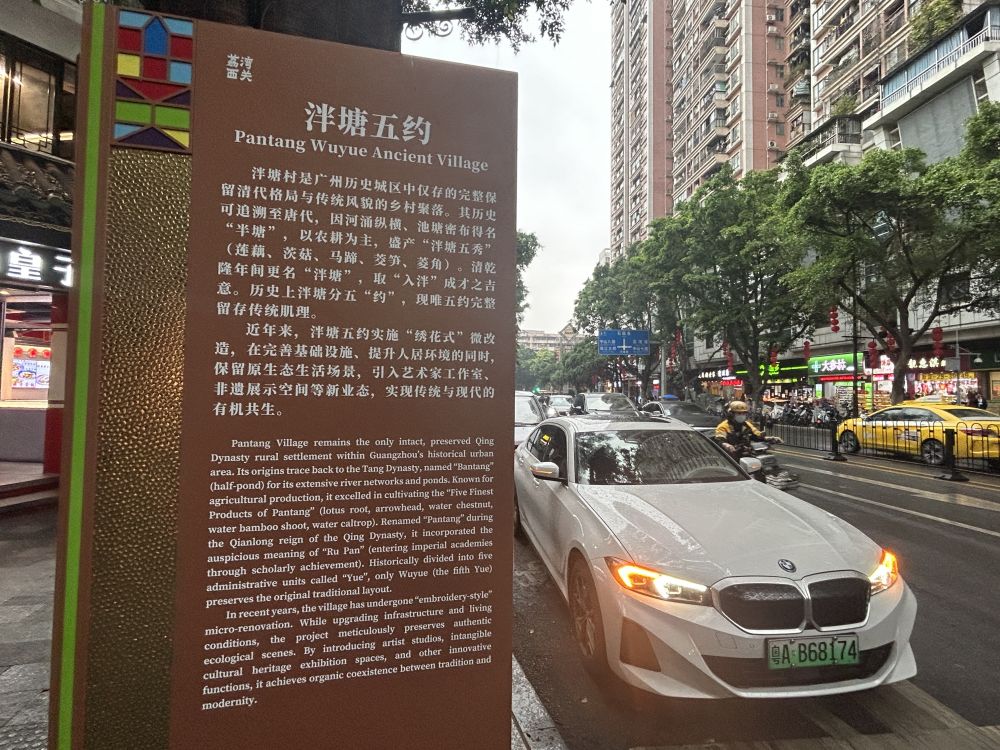 荔湾
西关
泮塘五约
Pantang Wuyue Ancient Village
泮塘村是广州历史城区中仅存的完整保
留清代格局与传统风貌的乡村聚落。其历史
可追溯至唐代，因河涌纵横、池塘密布得名
“半塘”，以农耕为主，盛产“泮塘五秀”
（莲藕、茨菇、马蹄、茭笋、菱角）。清乾
隆年间更名“泮塘”，取“入泮”成才之吉
意。历史上泮塘分五“约”，现唯五约完整
留存传统肌理。
近年来，泮塘五约实施“绣花式”微改
造，在完善基础设施、提升人居环境的同时，
保留原生态生活场景，引入艺术家工作室、
非遗展示空间等新业态，实现传统与现代的
有机共生。
Pantang Village remains the only intact, preserved Qing
Dynasty rural settlement within Guangzhou's historical urban
area. Its origins trace back to the Tang Dynasty, named “Bantang”
(half-pond) for its extensive river networks and ponds. Known for
agricultural production, it excelled in cultivating the “Five Finest
Products of Pantang” (lotus root, arrowhead, water chestnut,
water bamboo shoot, water caltrop). Renamed “Pantang” during
the Qianlong reign of the Qing Dynasty, it incorporated the
auspicious meaning of “Ru Pan” (entering imperial academies
through scholarly achievement). Historically divided into five
administrative units called “Yue”, only Wuyue (the fifth Yue)
preserves the original traditional layout.
In recent years, the village has undergone “embroidery-style”
micro-renovation. While upgrading infrastructure and living
conditions, the project meticulously preserves authentic
ecological scenes. By introducing artist studios, intangible
cultural heritage exhibition spaces, and other innovative
functions, it achieves organic coexistence between tradition and
modernity.
皇
大参林
粤A·B68174